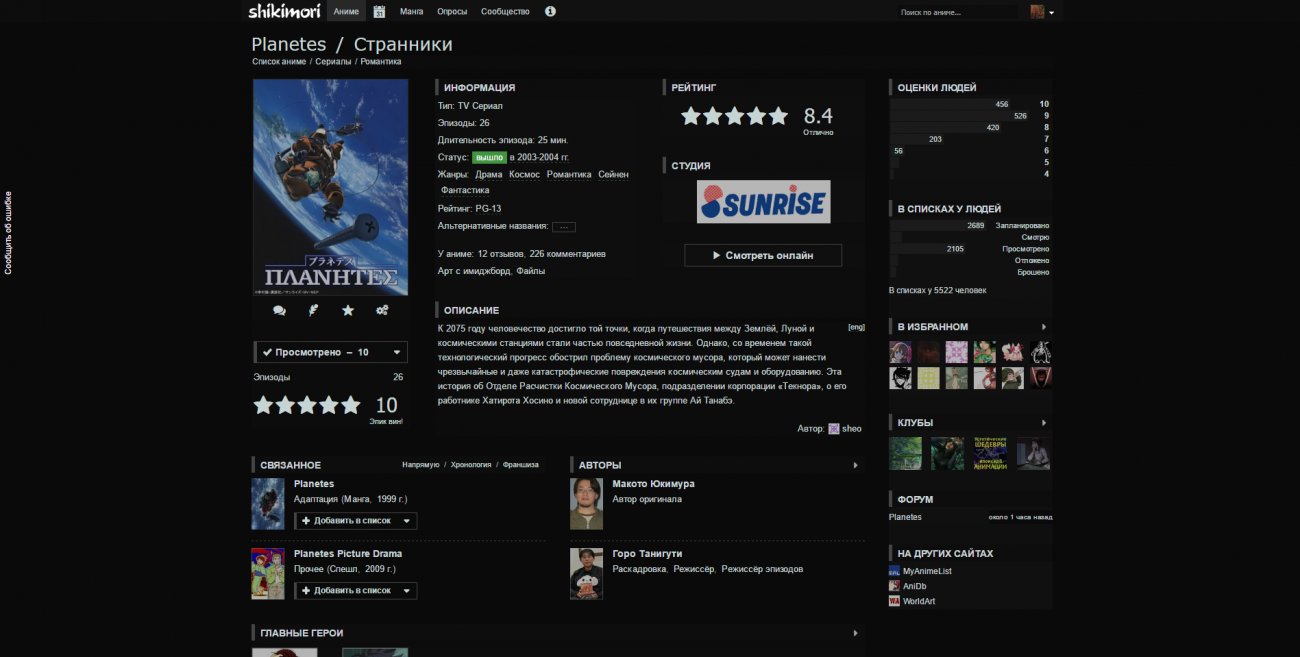 shikimori
Аниме
31
Манга
Опросы
Сообщество
Поиск по аниме...
Planetes / Странники
Список аниме / Сериалы / Романтика
Сообщить об ошибке
プラネテス
ΠΛΑΝΗΤΕΣ
✔ Просмотрено – 10
Эпизоды 26
10
Эпик вин!
ИНФОРМАЦИЯ
Тип: TV Сериал
Эпизоды: 26
Длительность эпизода: 25 мин.
Статус: вышло в 2003-2004 гг.
Жанры: Драма Космос Романтика Сейнен
Фантастика
Рейтинг: PG-13
Альтернативные названия: ...
У аниме: 12 отзывов, 226 комментариев
Арт с имиджборд, Файлы
РЕЙТИНГ
8.4
Отлично
СТУДИЯ
SUNRISE
Смотреть онлайн
ОПИСАНИЕ
[eng]
К 2075 году человечество достигло той точки, когда путешествия между Землёй, Луной и
космическими станциями стали частью повседневной жизни. Однако, со временем такой
технологический прогресс обострил проблему космического мусора, который может нанести
чрезвычайные и даже катастрофические повреждения космическим судам и оборудованию. Эта
история об Отделе Расчистки Космического Мусора, подразделении корпорации «Текнора», о его
работнике Хатирота Хосино и новой сотруднице в их группе Ай Танабэ.
Автор: sheo
ОЦЕНКИ ЛЮДЕЙ
456 10
526 9
420 8
203 7
56 6
5
4
В СПИСКАХ У ЛЮДЕЙ
2689 Запланировано
Смотрю
2105 Просмотрено
Отложено
Брошено
В списках у 5522 человек
В ИЗБРАННОМ
КЛУБЫ
ЭСТЕТИЧЕСКИЕ
ШЕДЕВРЫ
ЯПОНСКОЙ
АНИМАЦИИ
ФОРУМ
Planetes около 1 часа назад
НА ДРУГИХ САЙТАХ
MyAnimeList
AniDb
WA WorldArt
СВЯЗАННОЕ
Напрямую / Хронология / Франшиза
Planetes
Адаптация (Манга, 1999 г.)
+ Добавить в список
Planetes Picture Drama
Прочее (Спешл, 2009 г.)
+ Добавить в список
АВТОРЫ
Макото Юкимура
Автор оригинала
Горо Танигути
Раскадровка, Режиссёр, Режиссёр эпизодов
ГЛАВНЫЕ ГЕРОИ